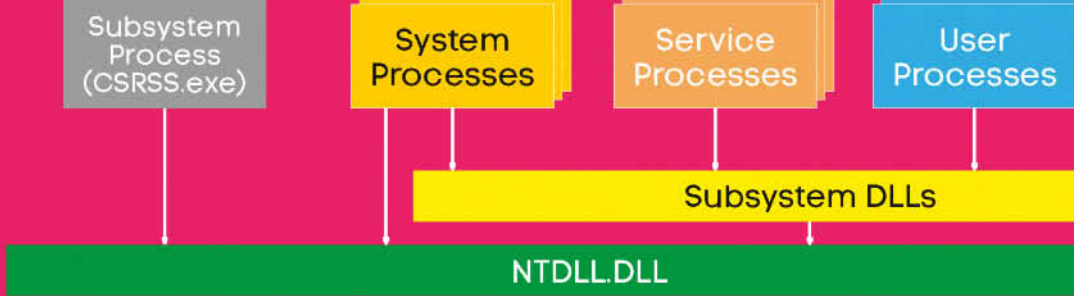 Subsystem
Process
(CSRSS.exe)
System
Processes
Service
Processes
User
Processes
Subsystem DLLs
NTDLL.DLL